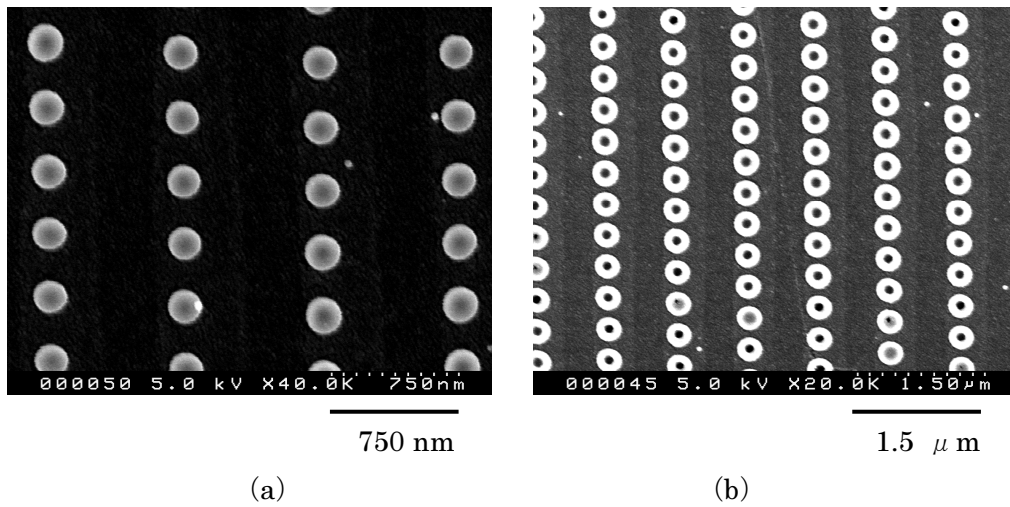 000050 5.0 kV X40.0K 750nm
000045 5.0 kV X20.0K 1.50μm
750 nm
1.5 μm
(a)
(b)